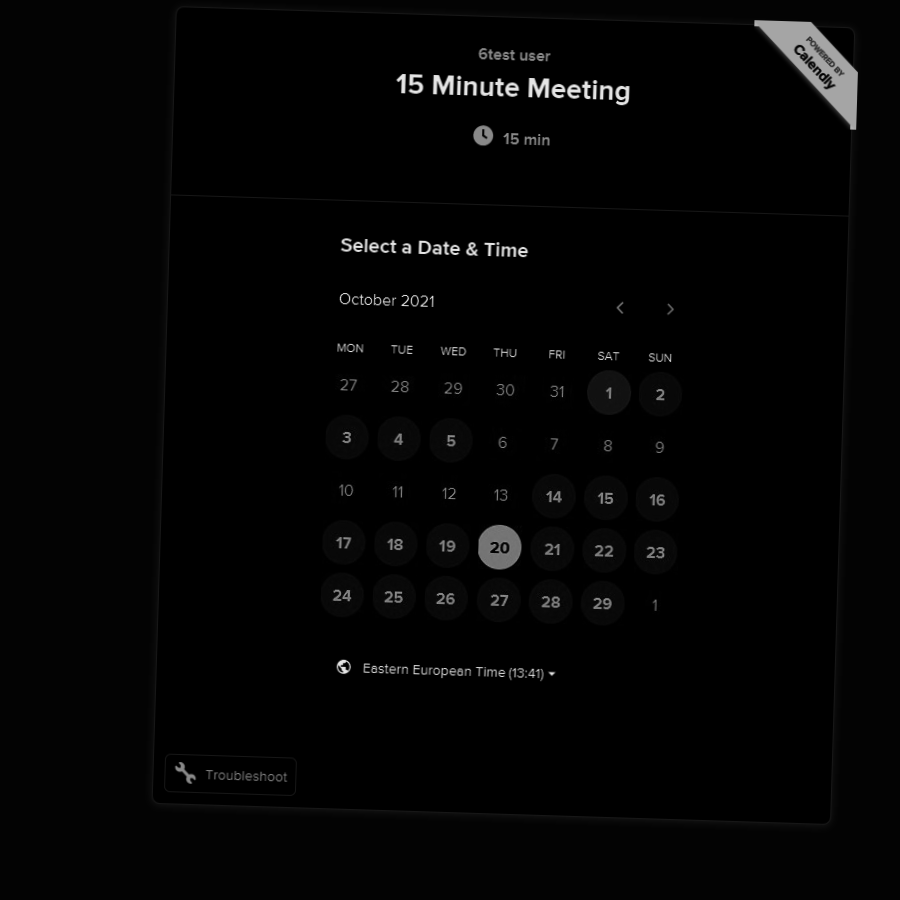 6test user
15 Minute Meeting
15 min
POWERED BY
Calendly
Select a Date & Time
October 2021
MON TUE WED THU FRI SAT SUN
27 28 29 30 31 1 2
3 4 5 6 7 8 9
10 11 12 13 14 15 16
17 18 19 20 21 22 23
24 25 26 27 28 29 1
Eastern European Time (13:41)
Troubleshoot